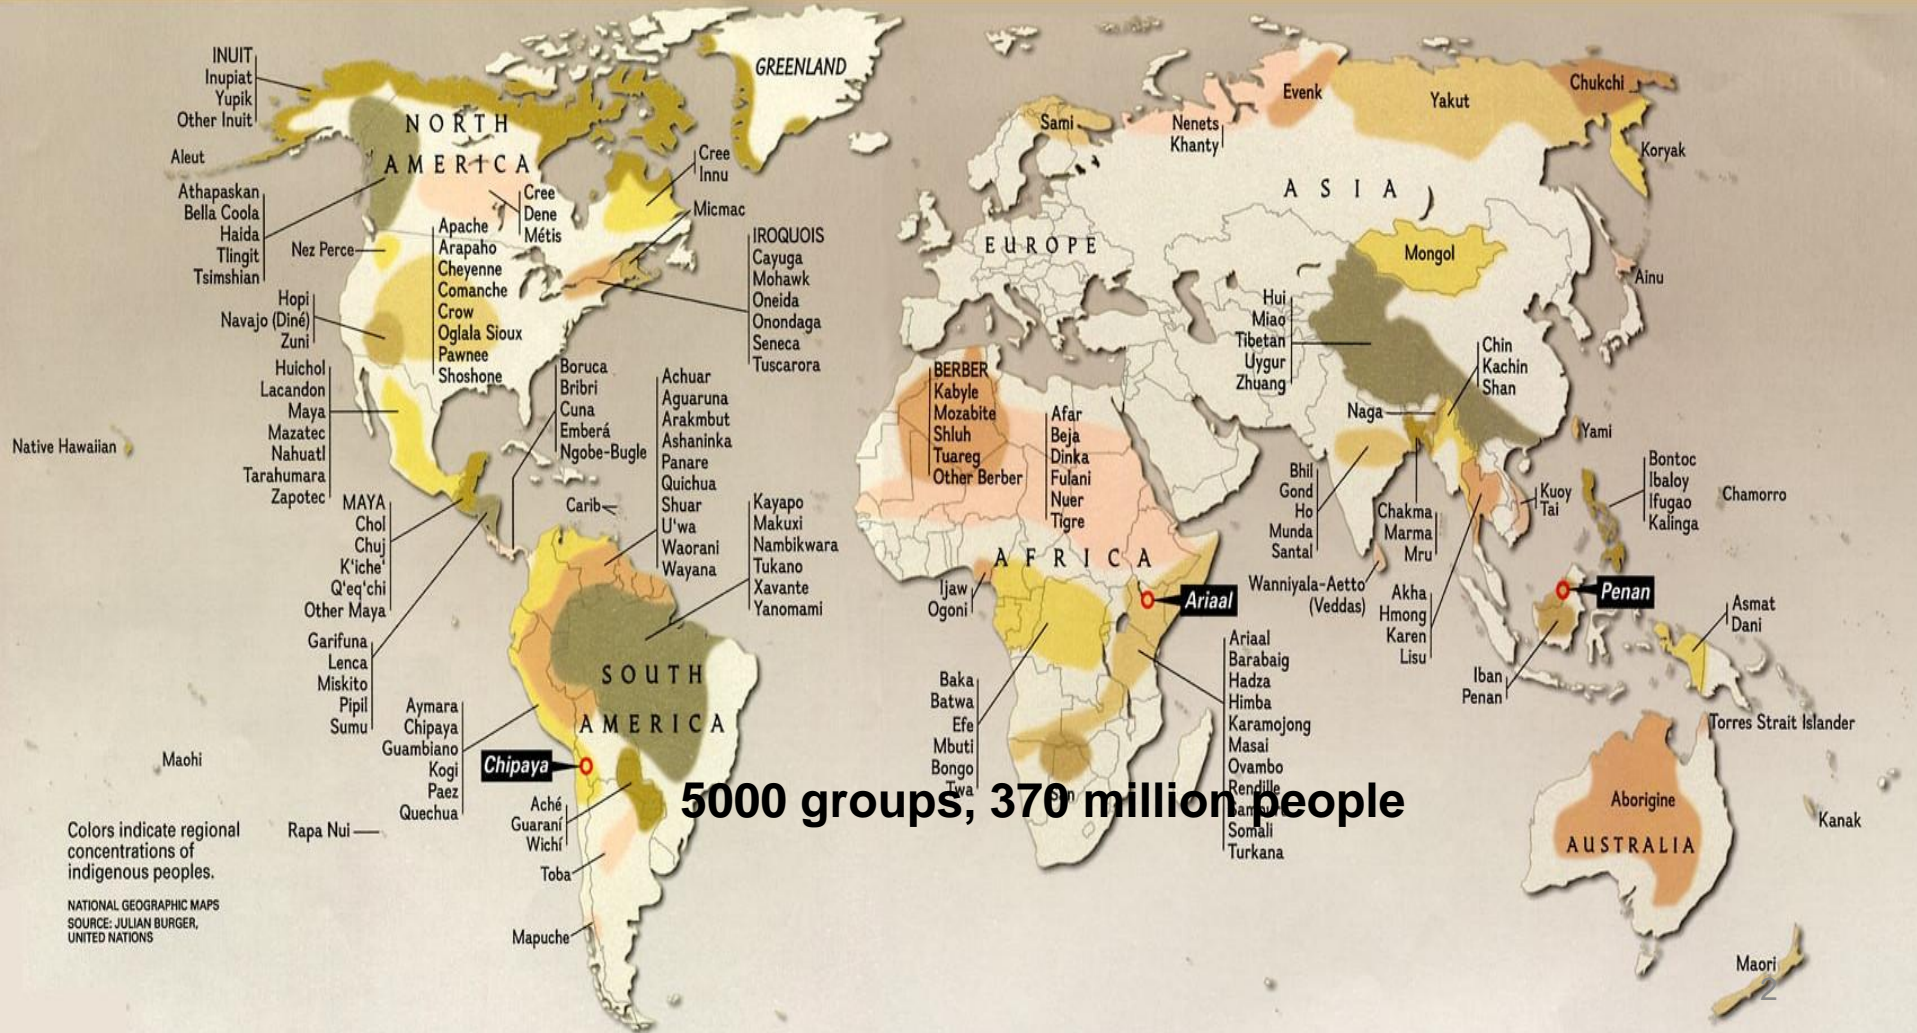 INUIT
Inupiat
Yupik
Other Inuit
Aleut
Athapaskan
Bella Coola
Haida
Tlingit
Tsimshian
Nez Perce
Hopi
Navajo (Diné)
Zuni
Huichol
Lacandon
Maya
Mazatec
Nahuatl
Tarahumara
Zapotec
Native Hawaiian
MAYA
Chol
Chuj
K'iche'
Q'eq'chi
Other Maya
Garifuna
Lenca
Miskito
Pipil
Sumu
NORTH
AMERICA
GREENLAND
Cree
Innu
Cree
Dene
Métis
Micmac
Apache
Arapaho
Cheyenne
Comanche
Crow
Oglala Sioux
Pawnee
Shoshone
IROQUOIS
Cayuga
Mohawk
Oneida
Onondaga
Seneca
Tuscarora
Boruca
Bribri
Cuna
Emberá
Ngobe-Bugle
Carib
Achuar
Aguaruna
Arakmbut
Ashaninka
Panare
Quichua
Shuar
U'wa
Waorani
Wayana
Kayapo
Makuxi
Nambikwara
Tukano
Xavante
Yanomami
SOUTH
AMERICA
Aymara
Chipaya
Guambiano
Kogi
Paez
Quechua
Chipaya
Aché
Guaraní
Wichí
Toba
Mapuche
Maohi
Rapa Nui
Colors indicate regional
concentrations of
indigenous peoples.
NATIONAL GEOGRAPHIC MAPS
SOURCE: JULIAN BURGER,
UNITED NATIONS
Sami
Nenets
Khanty
Evenk
Yakut
Chukchi
Koryak
ASIA
EUROPE
Mongol
Ainu
Hui
Miao
Tibetan
Uygur
Zhuang
Chin
Kachin
Shan
Naga
Yami
BERBER
Kabyle
Mozabite
Shluh
Tuareg
Other Berber
Afar
Beja
Dinka
Fulani
Nuer
Tigre
AFRICA
Ijaw
Ogoni
Ariaal
Baka
Batwa
Efe
Mbuti
Bongo
Twa
San
Ariaal
Barabaig
Hadza
Himba
Karamojong
Masai
Ovambo
Rendille
Somali
Turkana
5000 groups, 370 million people
Bhil
Gond
Ho
Munda
Santal
Chakma
Marma
Mru
Wanniyala-Aetto
(Veddas)
Akha
Hmong
Karen
Lisu
Kuoy
Tai
Bontoc
Ibaloy
Ifugao
Kalinga
Chamorro
Penan
Iban
Penan
Asmat
Dani
Torres Strait Islander
Aborigine
AUSTRALIA
Kanak
Maori
2